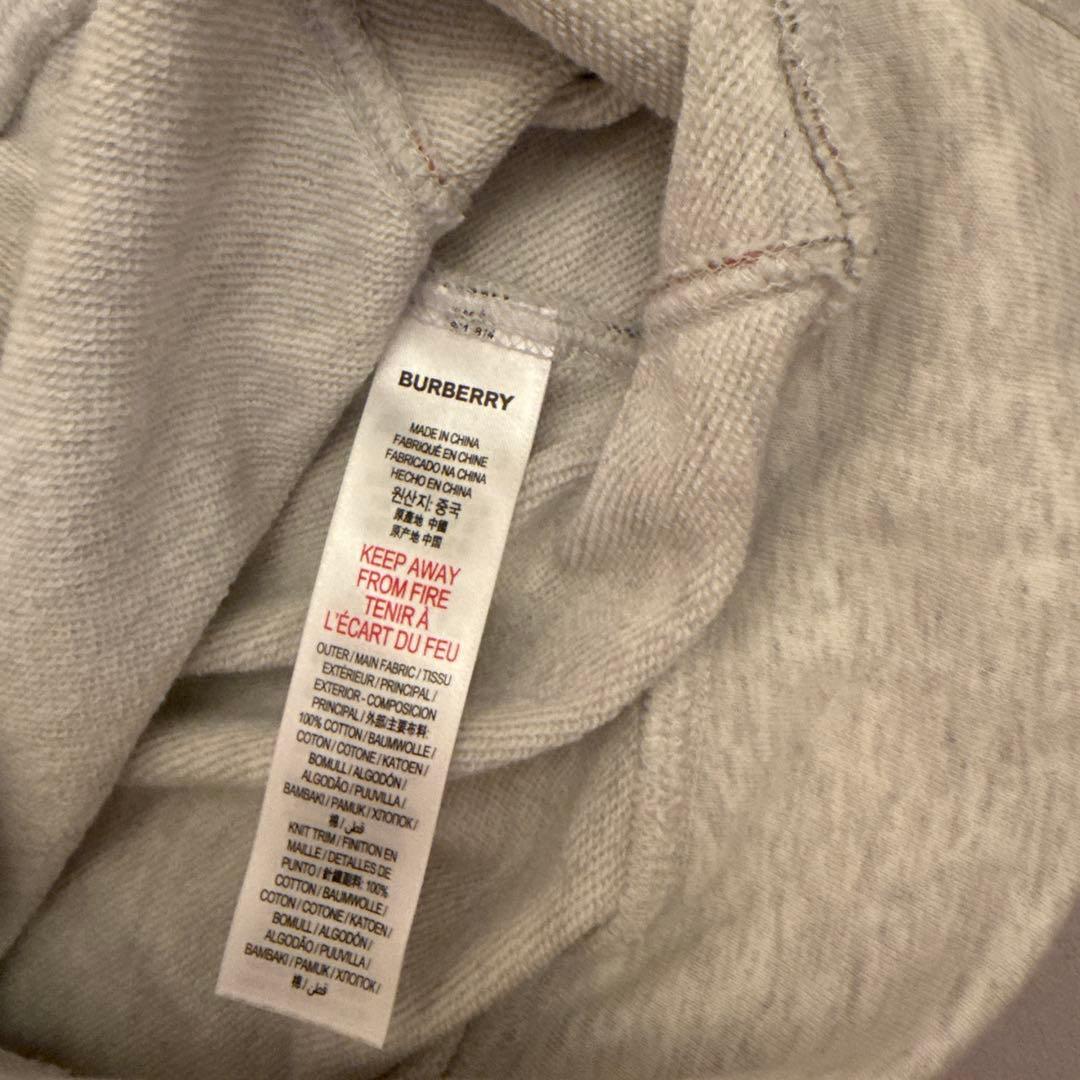 BURBERRY
MADE IN CHINA
FABRIQUÉ EN CHINE
FABRICADO NA CHINA
HECHO EN CHINA
원산지: 중국
原產地 中國
原产地 中国
KEEP AWAY
FROM FIRE
TENIR À
L'ÉCART DU FEU
OUTER / MAIN FABRIC / TISSU
EXTÉRIEUR / PRINCIPAL /
EXTERIOR - COMPOSICION
PRINCIPAL / 外部/主要布料:
100% COTTON / BAUMWOLLE /
COTON / COTONE / KATOEN /
BOMULL / ALGODÓN /
ALGODÃO / PUUVILLA /
BAMBAKI / PAMUK / ХЛОПОК /
棉 / قطن
KNIT TRIM / FINITION EN
MAILLE / DETALLES DE
PUNTO / 針織副料: 100%
COTTON / BAUMWOLLE /
COTON / COTONE / KATOEN /
BOMULL / ALGODÓN /
ALGODÃO / PUUVILLA /
BAMBAKI / PAMUK / ХЛОПОК /
棉 / قطن